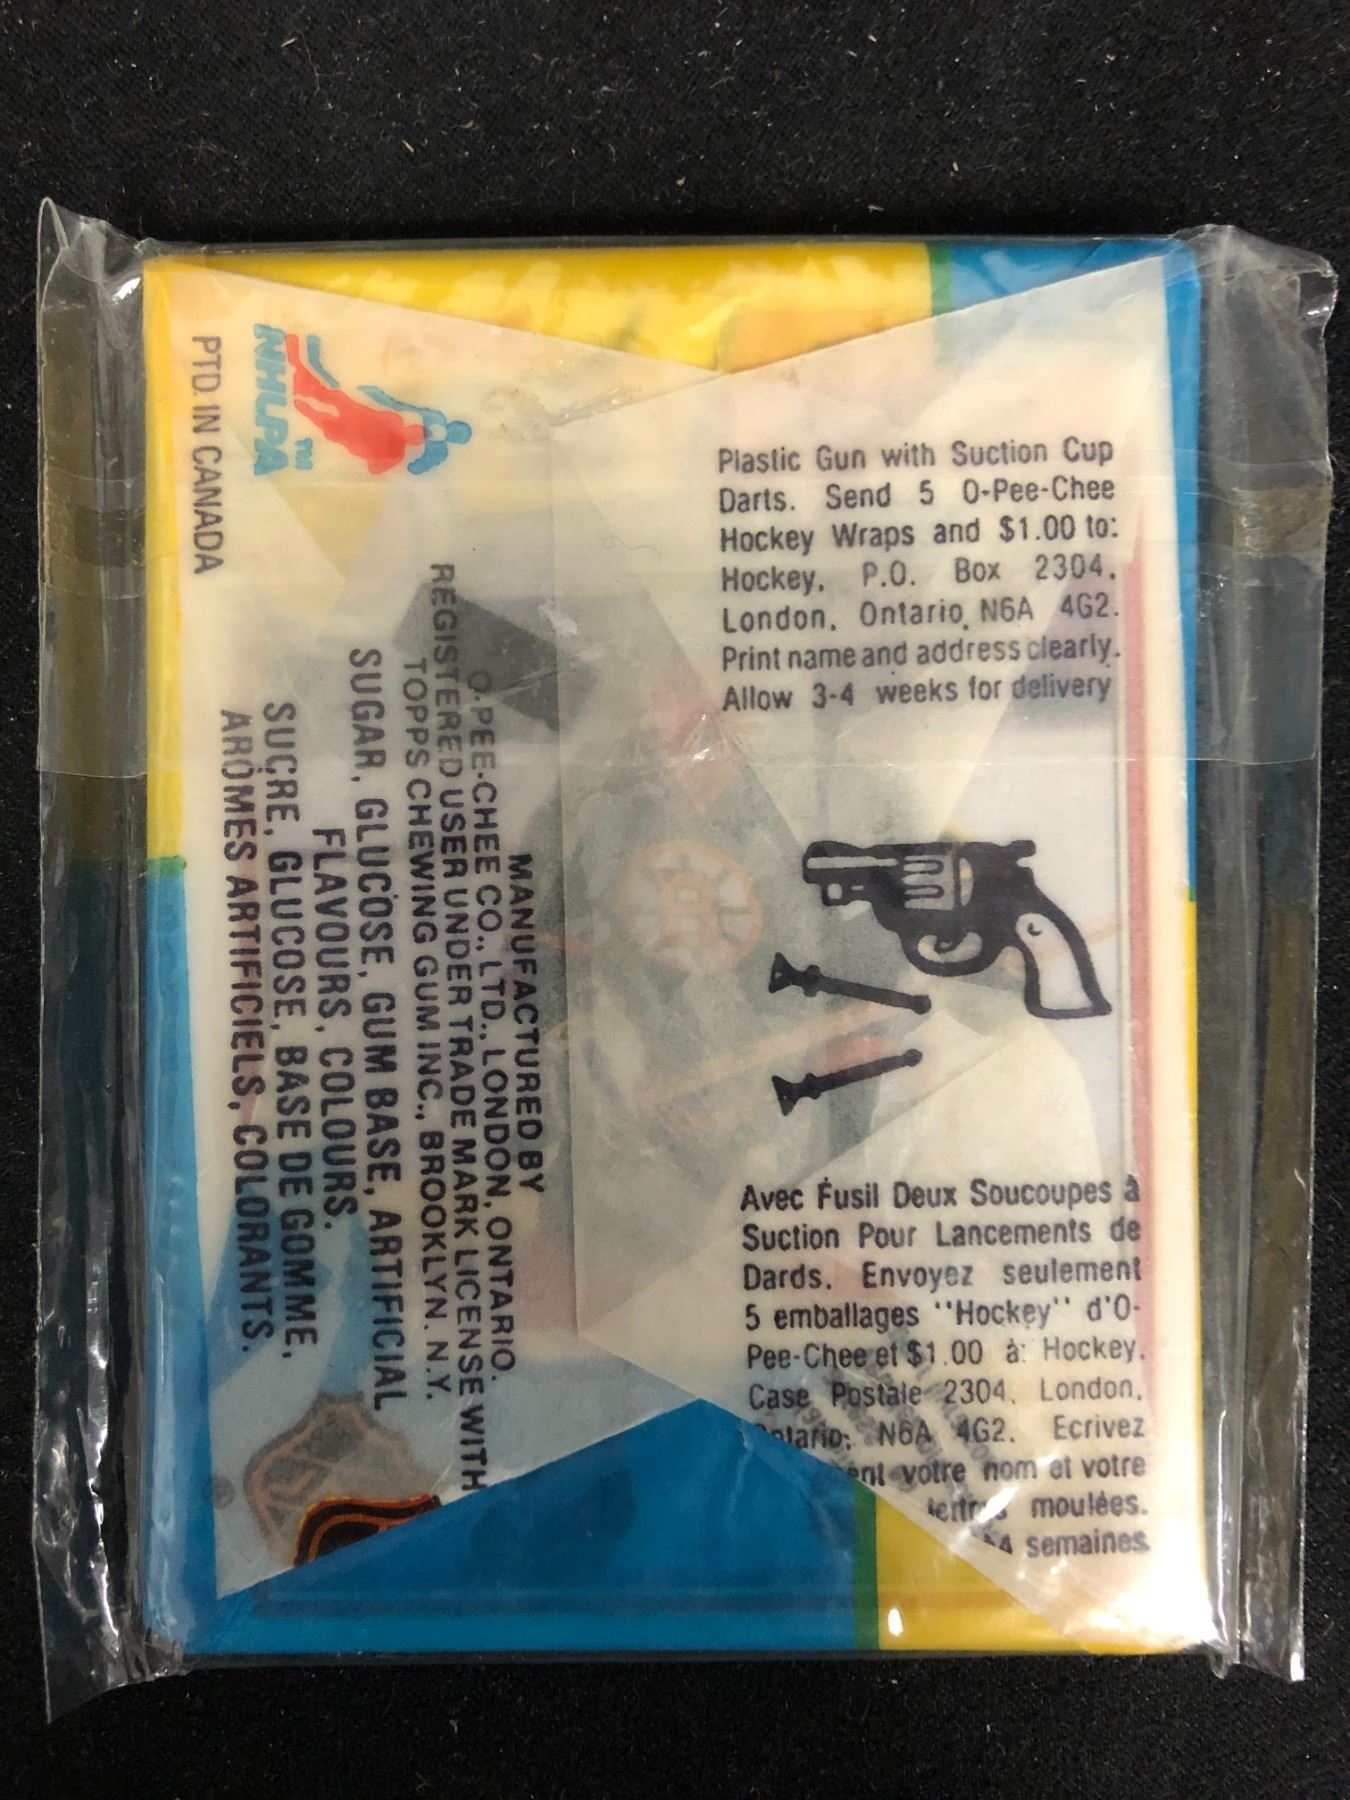 Plastic Gun with Suction Cup
Darts. Send 5 O-Pee-Chee
Hockey Wraps and $1.00 to:
Hockey, P.O. Box 2304,
London, Ontario, N6A 4G2.
Print name and address clearly.
Allow 3-4 weeks for delivery
Avec Fusil Deux Soucoupes à
Suction Pour Lancements de
Dards. Envoyez seulement
5 emballages "Hockey" d'O-
Pee-Chee et $1.00 à: Hockey,
Case Postale 2304, London,
N6A 4G2. Ecrivez
votre nom et votre
moulées.
semaines
NHLPA TM
PTD. IN CANADA
MANUFACTURED BY
O-PEE-CHEE CO., LTD., LONDON, ONTARIO.
REGISTERED USER UNDER TRADE MARK LICENSE WITH
TOPPS CHEWING GUM INC., BROOKLYN. N.Y.
SUGAR, GLUCOSE, GUM BASE, ARTIFICIAL
FLAVOURS, COLOURS.
SUCRE, GLUCOSE, BASE DE GOMME,
ARÔMES ARTIFICIELS, COLORANTS.